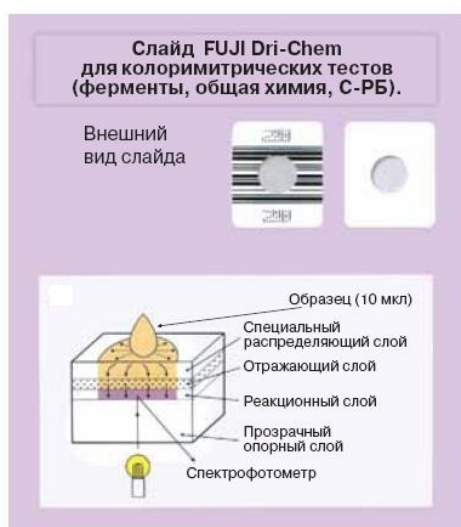 Слайд FUJI Dri-Chem
для колоримитрических тестов
(ферменты, общая химия, С-РБ).
Внешний
вид слайда
Образец (10 мкл)
Специальный
распределяющий слой
Отражающий слой
Реакционный слой
Прозрачный
опорный слой
Спектрофотометр